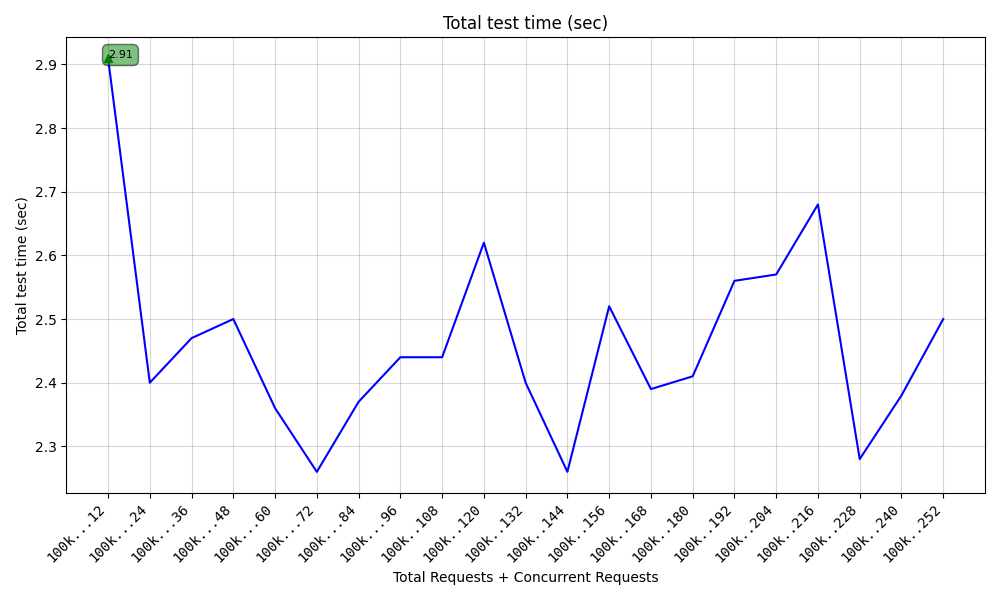 Total test time (sec)
2.91
2.9
2.8
2.7
2.6
2.5
2.4
2.3
Total test time (sec)
100k...12
100k...24
100k...36
100k...48
100k...60
100k...72
100k...84
100k...96
100k..108
100k..120
100k..132
100k..144
100k..156
100k..168
100k..180
100k..192
100k..204
100k..216
100k..228
100k..240
100k..252
Total Requests + Concurrent Requests